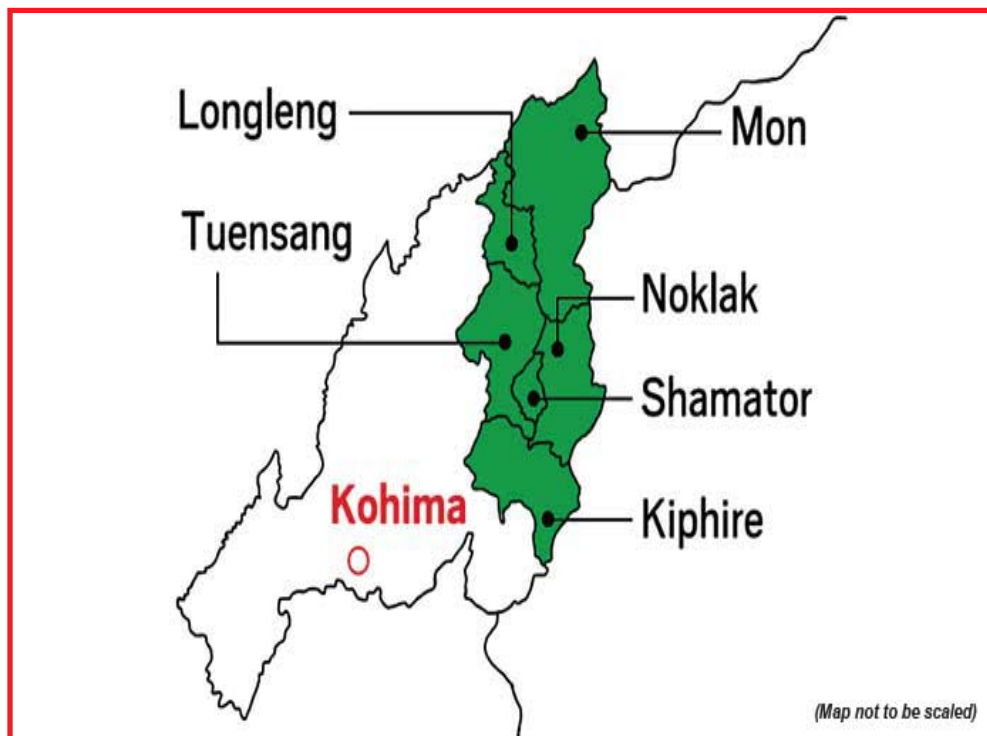 Longleng
Mon
Tuensang
Noklak
Shamator
Kohima
Kiphire
(Map not to be scaled)